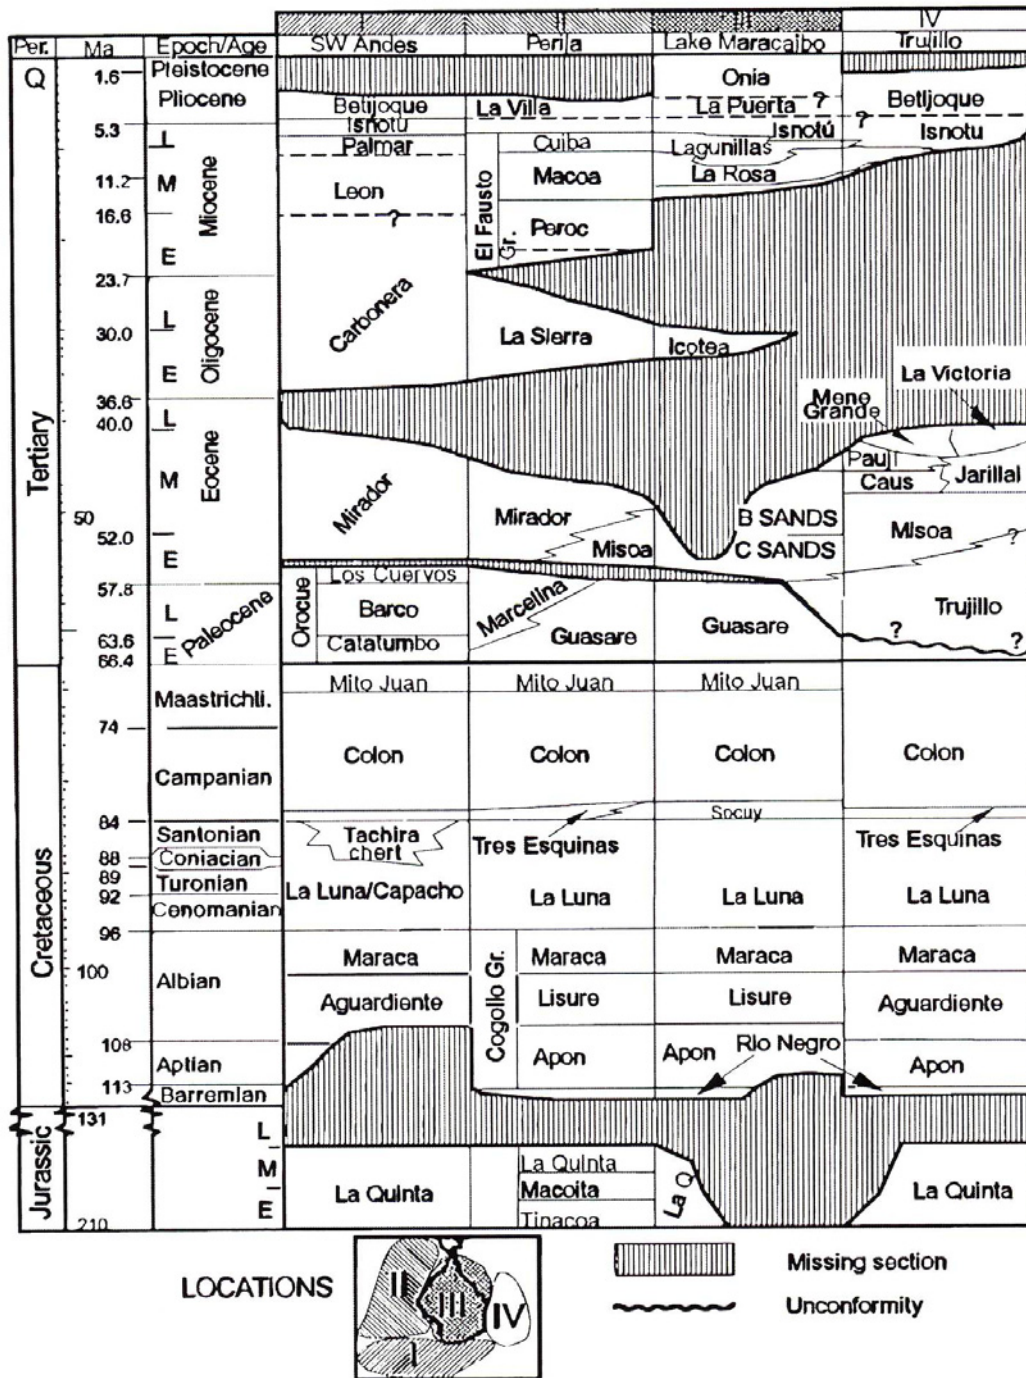 IV
Per. Ma Epoch/Age SW Andes Perija Lake Maracaibo Trujillo
Q 1.6 Pleistocene Onia
Pliocene Betijoque La Villa La Puerta ? Betijoque
5.3 Isnotu Isnotú ? Isnotu
L Palmar Cuiba Lagunillas
11.2 M Leon Macoa La Rosa
16.6 ? Peroc
Miocene El Fausto Gr.
E
23.7
Carbonera
L
30.0 La Sierra Icotea
Oligocene
E
36.6 La Victoria
40.0 L Mene Grande
Tertiary Eocene Pauji
M Caus Jarillal
50 Mirador Mirador B SANDS Misoa ?
52.0 Misoa C SANDS
E
57.8 Los Cuervos
L Orocue Barco Marcelina Trujillo
Paleocene Guasare Guasare
63.6 Catatumbo ? ?
66.4 E
Mito Juan Mito Juan Mito Juan
Maastrichti.
74
Colon Colon Colon Colon
Campanian
Socuy
84
Santonian Tachira chert Tres Esquinas Tres Esquinas
88 Coniacian
89 Turonian La Luna/Capacho La Luna La Luna La Luna
92 Cenomanian
96
Cretaceous Maraca Maraca Maraca Maraca
100
Albian Cogollo Gr.
Aguardiente Lisure Lisure Aguardiente
108 Rio Negro
Aptian Apon Apon Apon
113
Barremian
131
L
Jurassic M La Quinta La Q
La Quinta Macoita La Quinta
E
210 Tinacoa
LOCATIONS II III IV I
Missing section
Unconformity